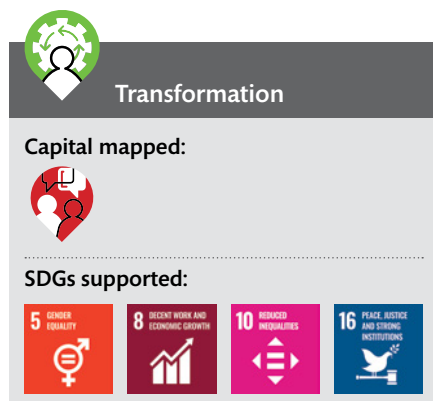 Transformation
Capital mapped:
SDGs supported:
5 GENDER
EQUALITY
8 DECENT WORK AND
ECONOMIC GROWTH
10 REDUCED
INEQUALITIES
16 PEACE, JUSTICE
AND STRONG
INSTITUTIONS